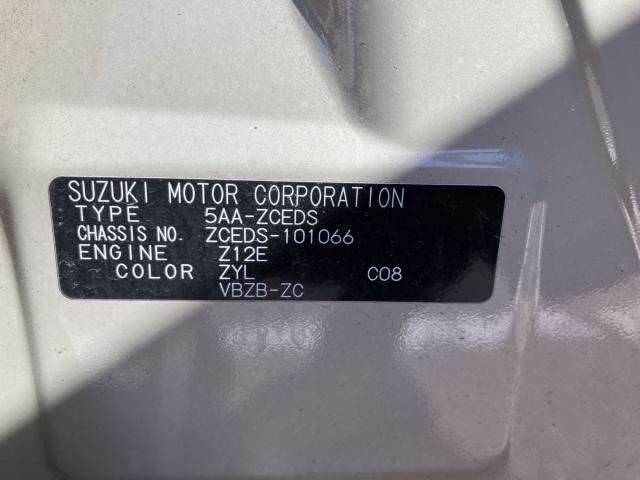 SUZUKI MOTOR CORPORATION
TYPE 5AA-ZCEDS
CHASSIS NO. ZCEDS-101066
ENGINE Z12E
COLOR ZYL C08
VBZB-ZC